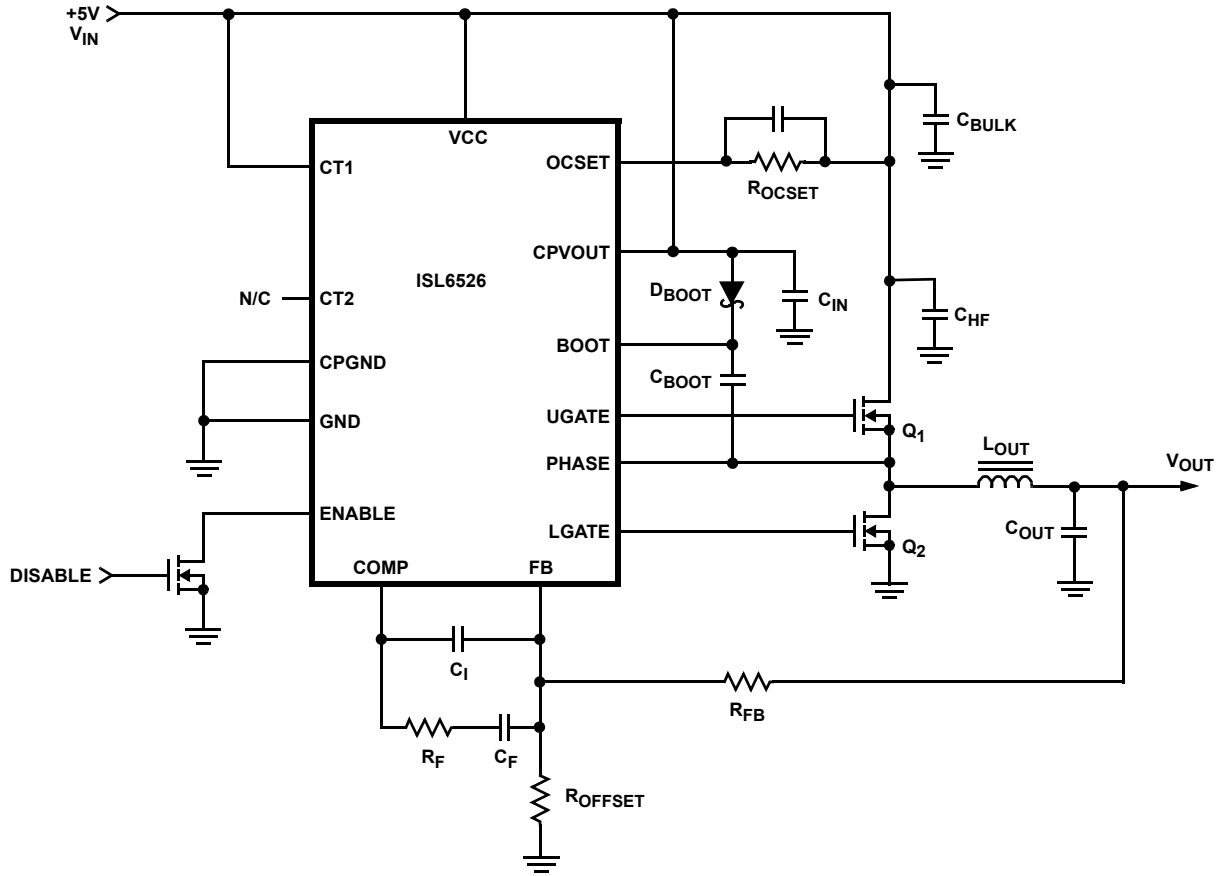 +5V
VIN
VCC
CBULK
CT1
OCSET
ROCSET
CPVOUT
ISL6526
DBOOT
CIN
N/C
CT2
CHF
BOOT
CPGND
CBOOT
GND
UGATE
Q1
PHASE
LOUT
VOUT
ENABLE
LGATE
Q2
COUT
DISABLE
COMP
FB
CI
RFB
RF
CF
ROFFSET